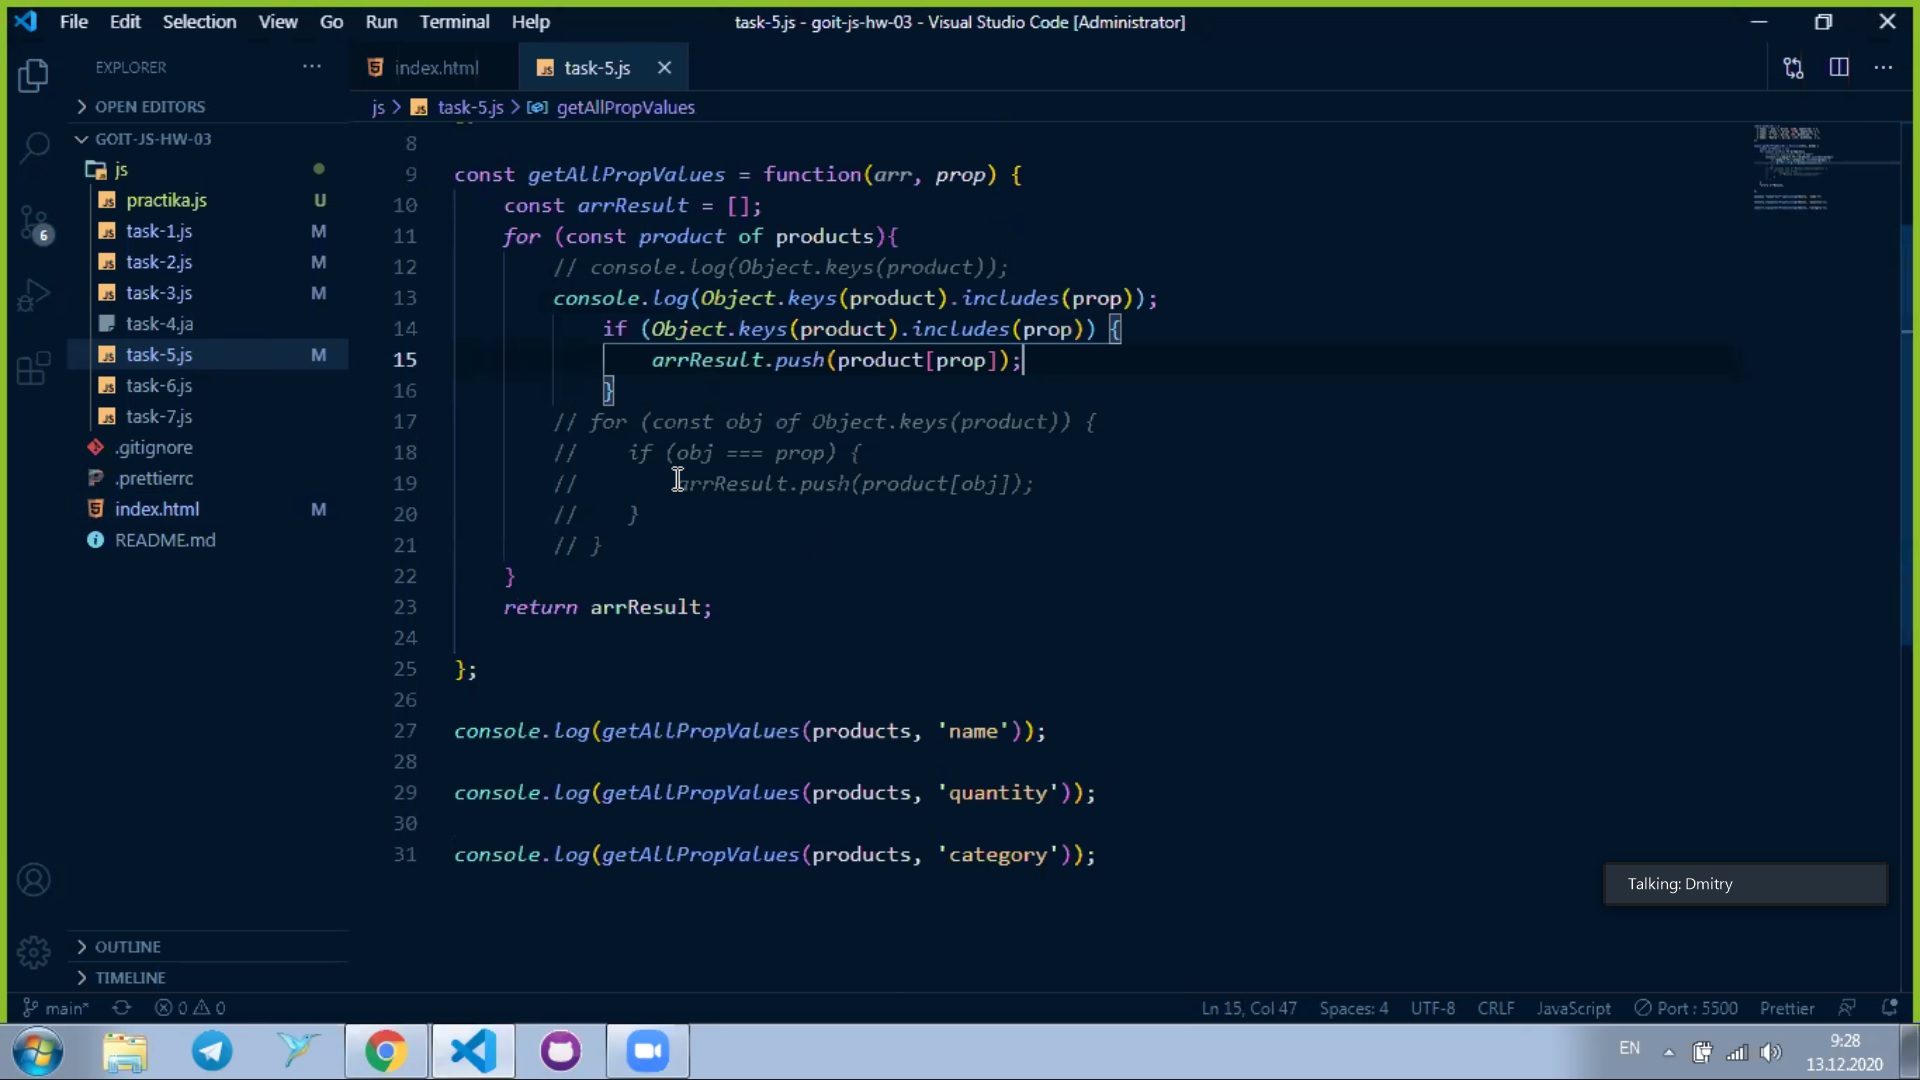 File Edit Selection View Go Run Terminal Help
task-5.js - goit-js-hw-03 - Visual Studio Code [Administrator]
EXPLORER
index.html
task-5.js
OPEN EDITORS
js > task-5.js > getAllPropValues
GOIT-JS-HW-03
js
practika.js U
task-1.js M
task-2.js M
task-3.js M
task-4.ja
task-5.js M
task-6.js
task-7.js
.gitignore
.prettierrc
index.html M
README.md
6
OUTLINE
TIMELINE
8
9 const getAllPropValues = function(arr, prop) {
10 const arrResult = [];
11 for (const product of products){
12 // console.log(Object.keys(product));
13 console.log(Object.keys(product).includes(prop));
14 if (Object.keys(product).includes(prop)) {
15 arrResult.push(product[prop]);
16 }
17 // for (const obj of Object.keys(product)) {
18 // if (obj === prop) {
19 // arrResult.push(product[obj]);
20 // }
21 // }
22 }
23 return arrResult;
24
25 };
26
27 console.log(getAllPropValues(products, 'name'));
28
29 console.log(getAllPropValues(products, 'quantity'));
30
31 console.log(getAllPropValues(products, 'category'));
Talking: Dmitry
main* 0 0
Ln 15, Col 47 Spaces: 4 UTF-8 CRLF JavaScript Port : 5500 Prettier
EN
9:28
13.12.2020